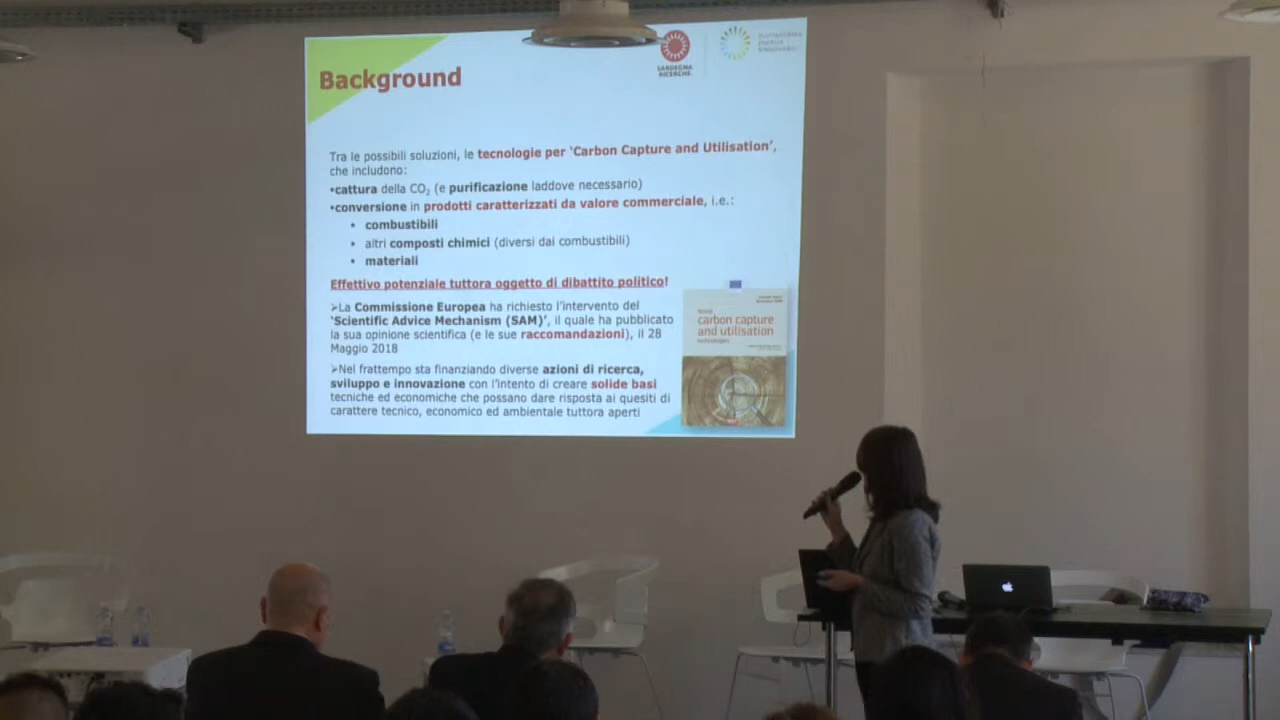 Background
SARDEGNA
RICERCHE
PIATTAFORMA
ENERGIE
RINNOVABILI
Tra le possibili soluzioni, le tecnologie per ‘Carbon Capture and Utilisation’,
che includono:
•cattura della CO₂ (e purificazione laddove necessario)
•conversione in prodotti caratterizzati da valore commerciale, i.e.:
• combustibili
• altri composti chimici (diversi dai combustibili)
• materiali
Effettivo potenziale tuttora oggetto di dibattito politico!
➢La Commissione Europea ha richiesto l’intervento del
‘Scientific Advice Mechanism (SAM)’, il quale ha pubblicato
la sua opinione scientifica (e le sue raccomandazioni), il 28
Maggio 2018
➢Nel frattempo sta finanziando diverse azioni di ricerca,
sviluppo e innovazione con l’intento di creare solide basi
tecniche ed economiche che possano dare risposta ai quesiti di
carattere tecnico, economico ed ambientale tuttora aperti
carbon capture
and utilisation
technologies